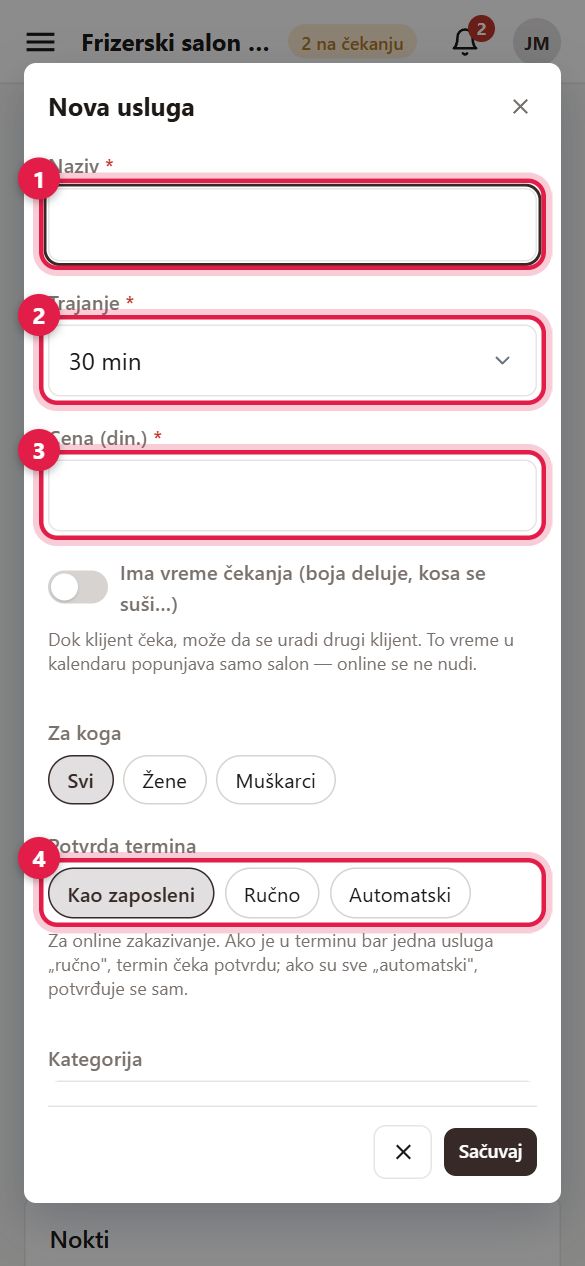 Frizerski salon ...
2 na čekanju
2
JM
Nova usluga
Naziv *
1
Trajanje *
2
30 min
Cena (din.) *
3
Ima vreme čekanja (boja deluje, kosa se
suši...)
Dok klijent čeka, može da se uradi drugi klijent. To vreme u
kalendaru popunjava samo salon — online se ne nudi.
Za koga
Svi
Žene
Muškarci
Potvrda termina
4
Kao zaposleni
Ručno
Automatski
Za online zakazivanje. Ako je u terminu bar jedna usluga
„ručno", termin čeka potvrdu; ako su sve „automatski",
potvrđuje se sam.
Kategorija
Sačuvaj
Nokti